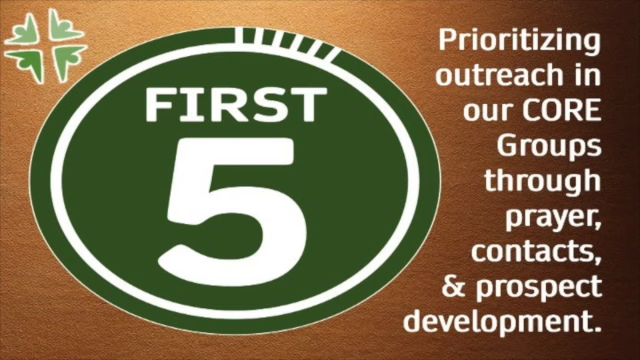 FIRST
5
Prioritizing
outreach in
our CORE
Groups
through
prayer,
contacts,
& prospect
development.